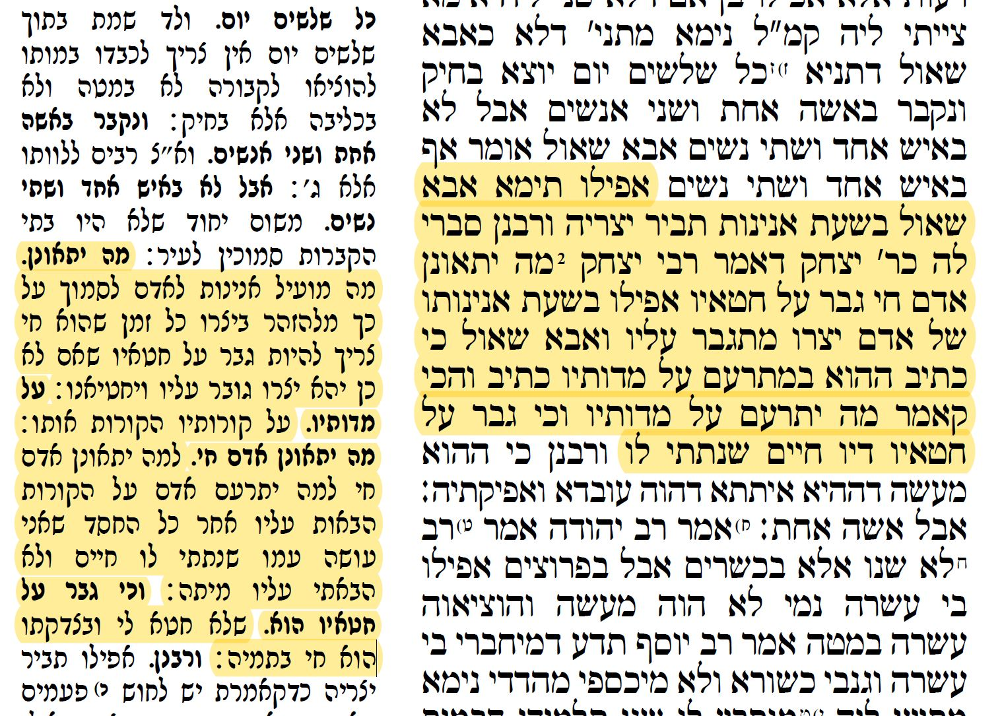 צייתי ליה קמ״ל נימא מתני׳ דלא כאבא
שאול דתניא ז)ז כל שלשים יום יוצא בחיק
ונקבר באשה אחת ושני אנשים אבל לא
באיש אחד ושתי נשים אבא שאול אומר אף
באיש אחד ושתי נשים אפילו תימא אבא
שאול בשעת אנינות תביר יצריה ורבנן סברי
לה כר׳ יצחק דאמר רבי יצחק 2 מה יתאונן
אדם חי גבר על חטאיו אפילו בשעת אנינותו
של אדם יצרו מתגבר עליו ואבא שאול כי
כתיב ההוא במתרעם על מדותיו כתיב והכי
קאמר מה יתרעם על מדותיו וכי גבר על
חטאיו דיו חיים שנתתי לו ורבנן כי ההוא
מעשה דההיא איתתא דהוה עובדא ואפיקתיה:
אבל אשה אחת: ח) אמר רב יהודה אמר ט) רב
ח לא שנו אלא בכשרים אבל בפרוצים אפילו
בי עשרה נמי לא הוה מעשה והוציאוה
עשרה במטה אמר רב יוסף תדע דמיחברי בי
עשרה וגנבי כשורא ולא מיכספי מהדדי נימא
כל שלשים יום. ולד שמת בתוך
שלשים יום אין צריך לכבדו במותו
להוציאו לקבורה לא במטה ולא
בכליבה אלא בחיק: ונקבר באשה
אחת ושני אנשים. וא״צ רבים ללוותו
אלא ג׳: אבל לא באיש אחד ושתי
נשים. משום יחוד שלא היו בתי
הקברות סמוכין לעיר: מה יתאונן.
מה מועיל אנינות לאדם לסמוך על
כך מלהזהר ביצרו כל זמן שהוא חי
צריך להיות גבר על חטאיו שאם לא
כן יהא יצרו גובר עליו ויחטיאנו: על
מדותיו. על קורותיו הקורות אותו:
מה יתאונן אדם חי. למה יתאונן אדם
חי למה יתרעם אדם על הקורות
הבאות עליו אחר כל החסד שאני
עושה עמו שנתתי לו חיים ולא
הבאתי עליו מיתה: וכי גבר על
חטאיו הוא. שלא חטא לי ובצדקתו
הוא חי בתמיה: ורבנן. אפילו תביר
יצריה כדקאמרת יש לחוש כ) פעמים